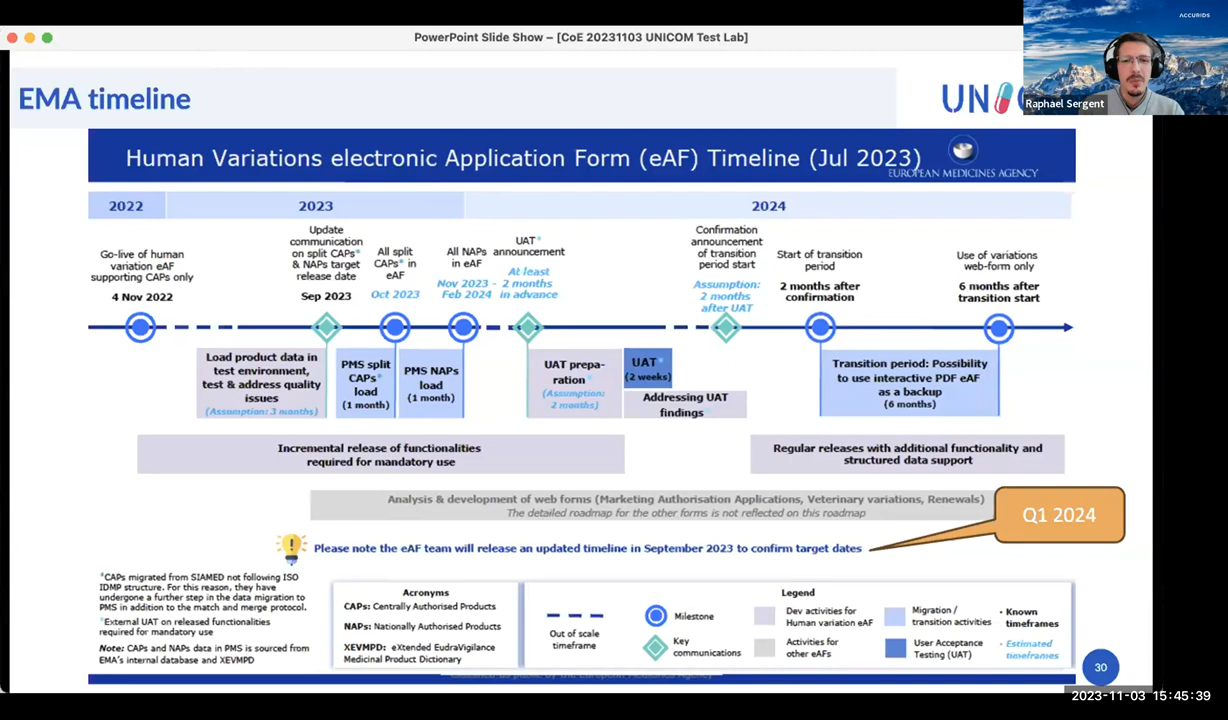 PowerPoint Slide Show – [CoE 20231103 UNICOM Test Lab]
ACCURIDS
Raphael Sergent
EMA timeline
UN
Human Variations electronic Application Form (eAF) Timeline (Jul 2023)
EUROPEAN MEDICINES AGENCY
2022
2023
2024
Go-live of human
variation eAF
supporting CAPs only
4 Nov 2022
Update
communication
on split CAPs*
& NAPs target
release date
Sep 2023
All split
CAPs* in
eAF
Oct 2023
All NAPs
in eAF
Nov 2023 -
Feb 2024
UAT*
announcement
At least
2 months
in advance
Confirmation
announcement
of transition
period start
Assumption:
2 months
after UAT
Start of transition
period
2 months after
confirmation
Use of variations
web-form only
6 months after
transition start
Load product data in
test environment,
test & address quality
issues
(Assumption: 3 months)
PMS split
CAPs*
load
(1 month)
PMS NAPs
load
(1 month)
UAT prepa-
ration*
(Assumption:
2 months)
UAT*
(2 weeks)
Addressing UAT
findings
Transition period: Possibility
to use interactive PDF eAF
as a backup
(6 months)
Incremental release of functionalities
required for mandatory use
Regular releases with additional functionality and
structured data support
Analysis & development of web forms (Marketing Authorisation Applications, Veterinary variations, Renewals)
The detailed roadmap for the other forms is not reflected on this roadmap
Q1 2024
Please note the eAF team will release an updated timeline in September 2023 to confirm target dates
*CAPs migrated from SIAMED not following ISO
IDMP structure. For this reason, they have
undergone a further step in the data migration to
PMS in addition to the match and merge protocol.
*External UAT on released functionalities
required for mandatory use
Note: CAPs and NAPs data in PMS is sourced from
EMA's internal database and XEVMPD
Acronyms
CAPs: Centrally Authorised Products
NAPs: Nationally Authorised Products
XEVMPD: eXtended EudraVigilance
Medicinal Product Dictionary
Legend
Out of scale
timeframe
Milestone
Key
communications
Dev activities for
Human variation eAF
Activities for
other eAFs
Migration /
transition activities
User Acceptance
Testing (UAT)
• Known
timeframes
• Estimated
timeframes
Classified as public by the European Medicines Agency
30
2023-11-03 15:45:39